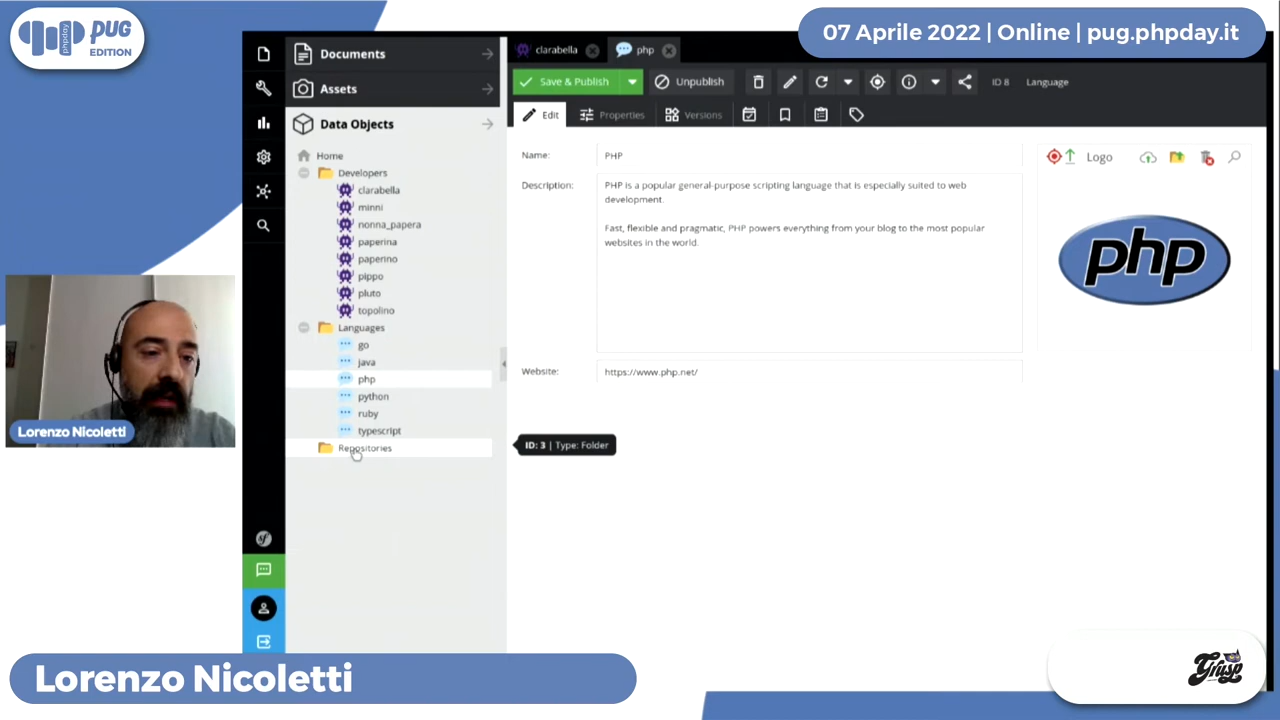 phpday
PUG
EDITION
07 Aprile 2022 | Online | pug.phpday.it
Documents
Assets
Data Objects
Home
Developers
clarabella
minni
nonna_papera
paperina
paperino
pippo
pluto
topolino
Languages
go
java
php
python
ruby
typescript
Repositories
clarabella
php
Save & Publish
Unpublish
ID 8
Language
Edit
Properties
Versions
Name:
PHP
Description:
PHP is a popular general-purpose scripting language that is especially suited to web
development.
Fast, flexible and pragmatic, PHP powers everything from your blog to the most popular
websites in the world.
Website:
https://www.php.net/
Logo
php
ID: 3 | Type: Folder
sf
Lorenzo Nicoletti
Lorenzo Nicoletti
Grusp